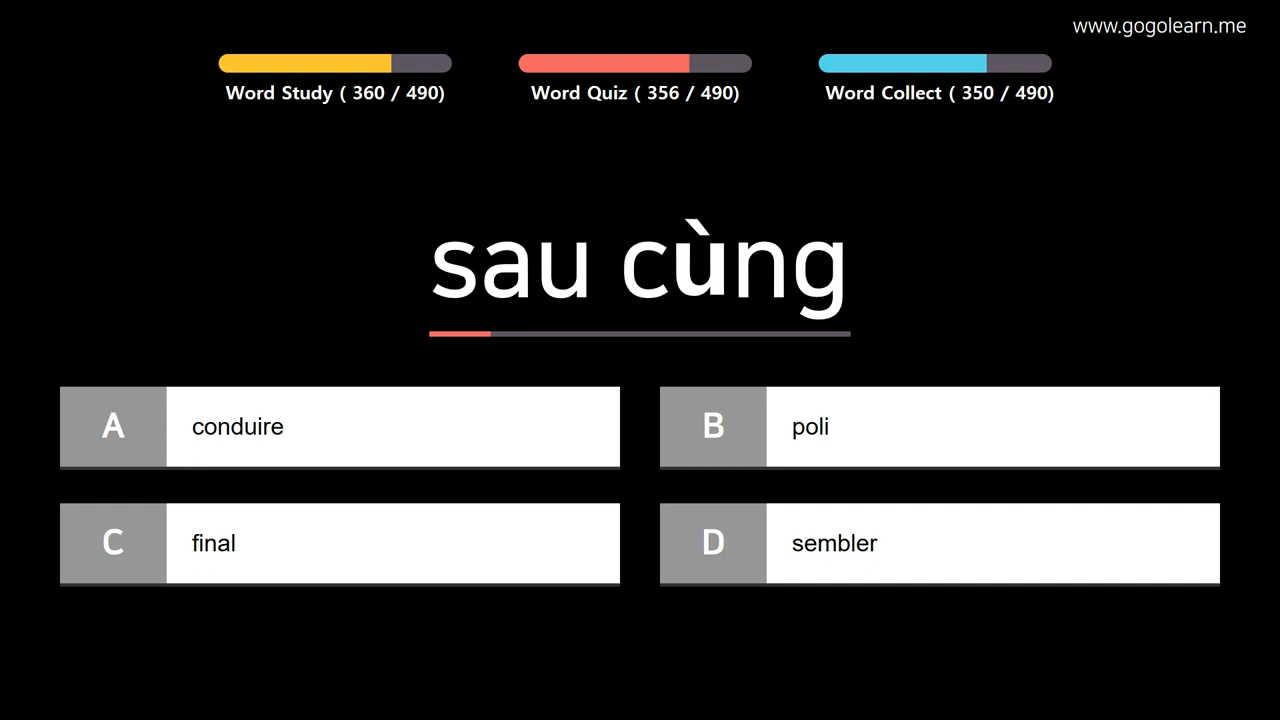 www.gogolearn.me
Word Study ( 360 / 490)
Word Quiz ( 356 / 490)
Word Collect ( 350 / 490)
sau cùng
A conduire
B poli
C final
D sembler